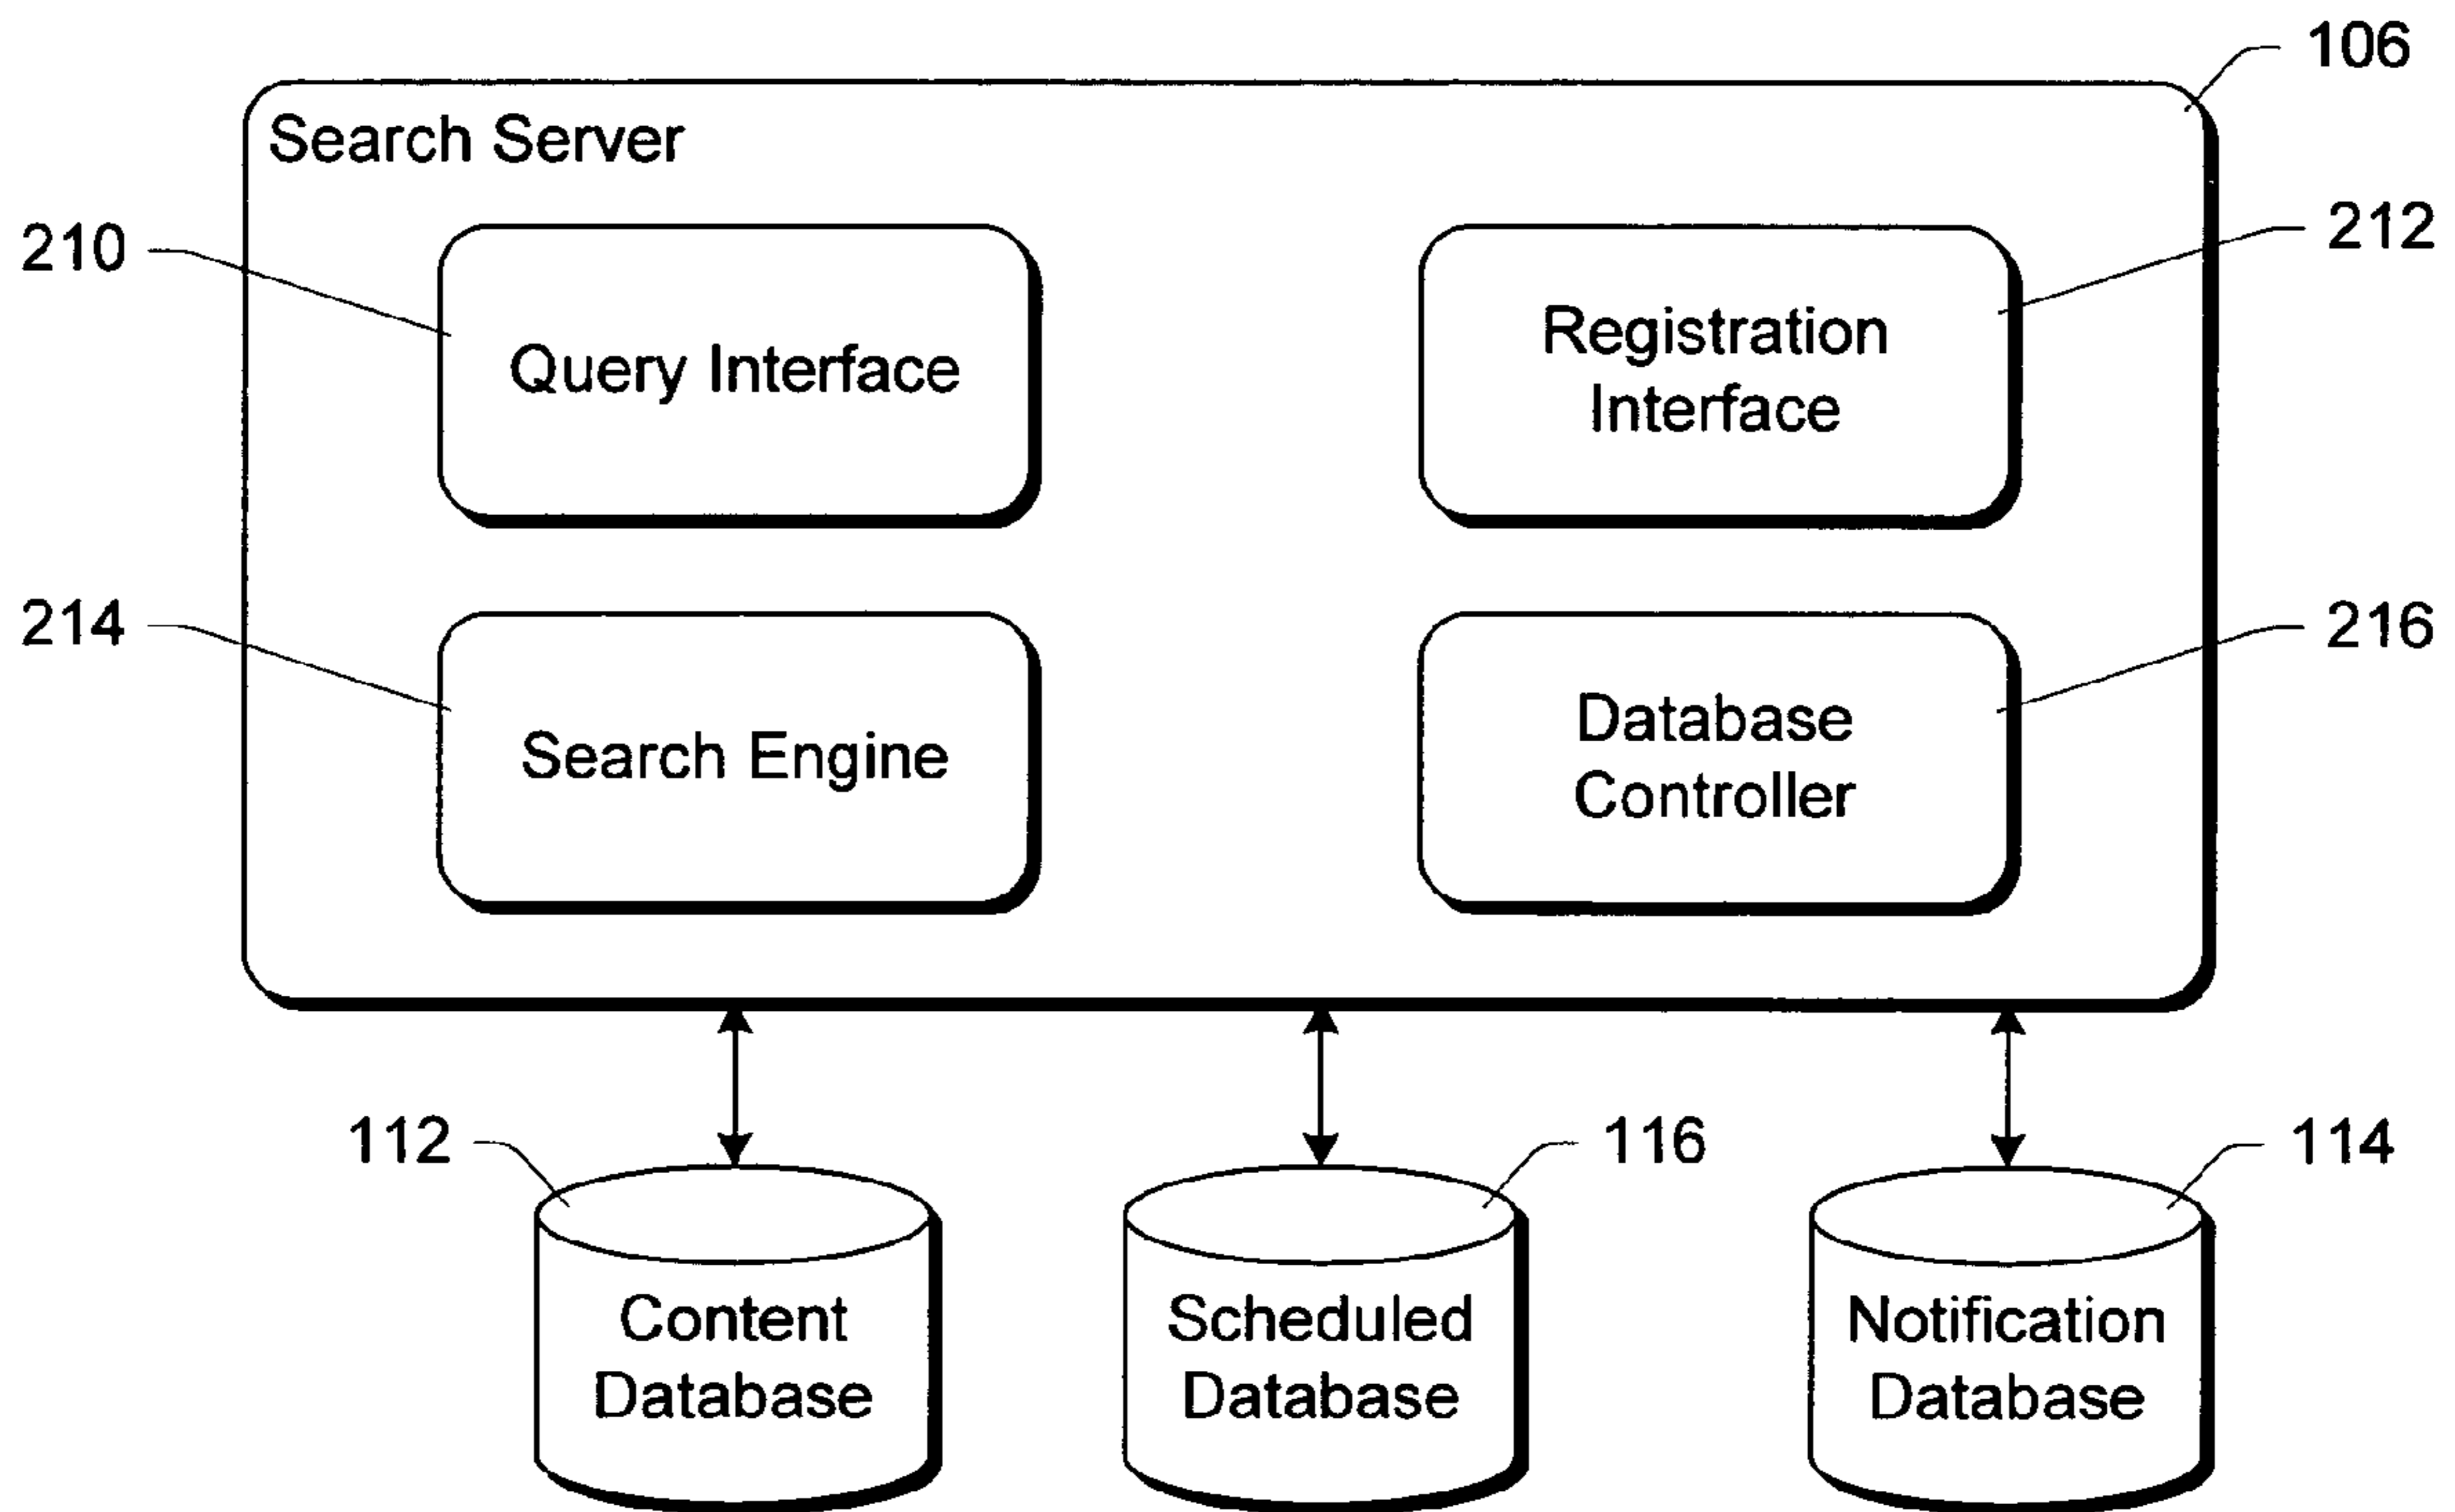 106
Search Server
210
212
Query Interface
Registration
Interface
214
216
Search Engine
Database
Controller
112
116
114
Content
Database
Scheduled
Database
Notification
Database